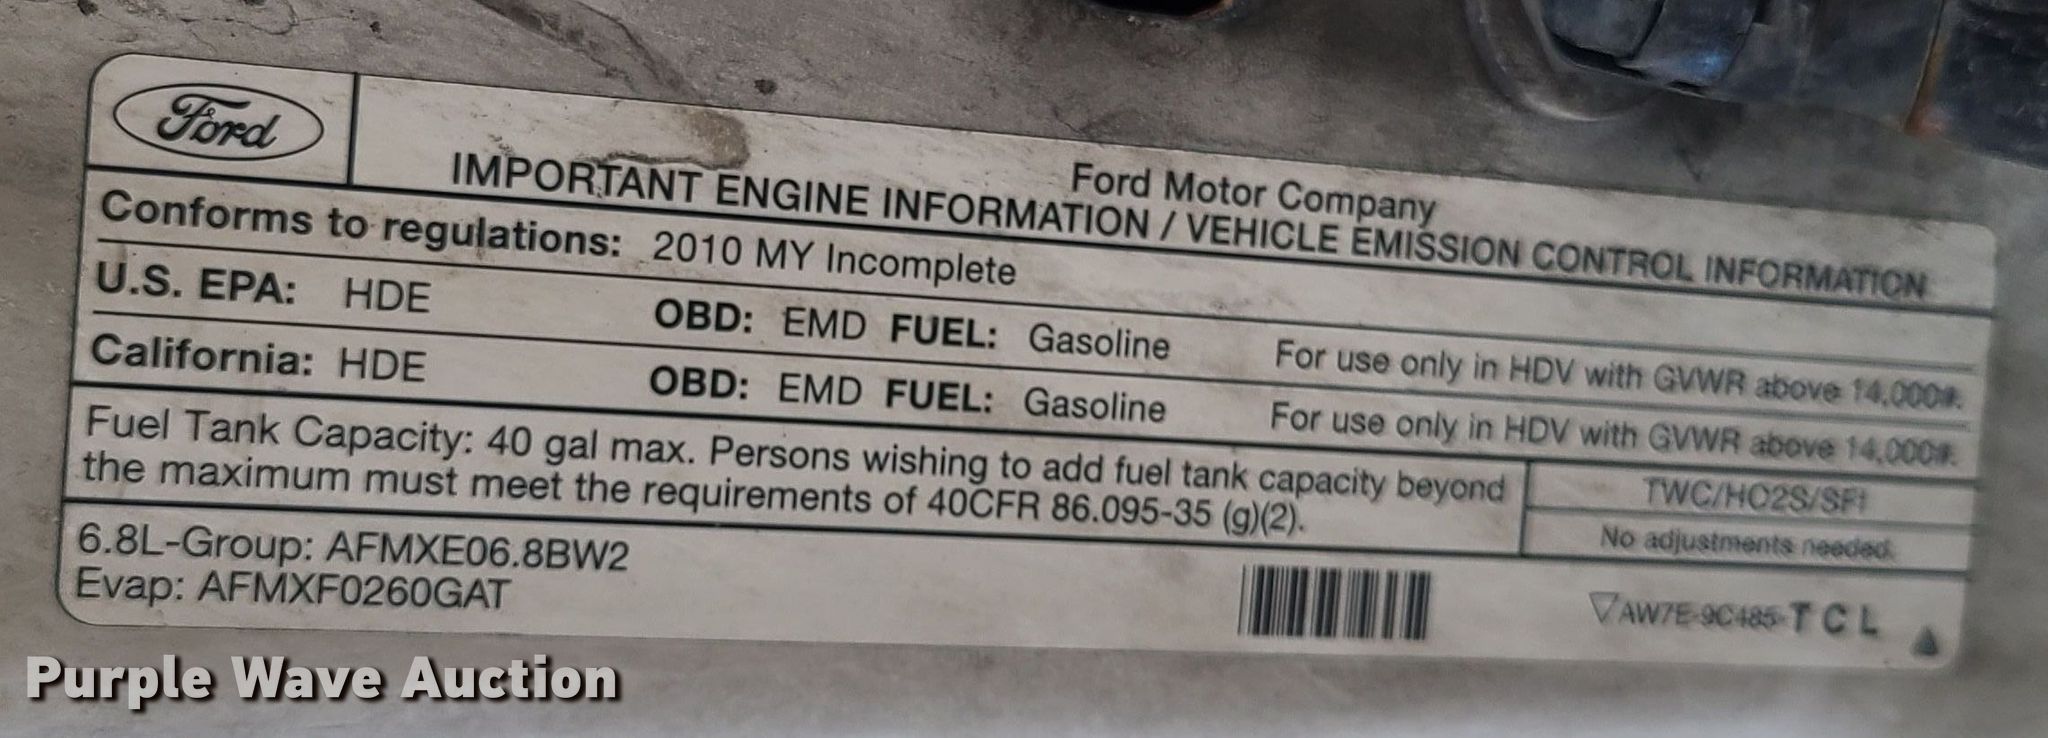 Ford
Ford Motor Company
IMPORTANT ENGINE INFORMATION / VEHICLE EMISSION CONTROL INFORMATION
Conforms to regulations: 2010 MY Incomplete
U.S. EPA: HDE OBD: EMD FUEL: Gasoline For use only in HDV with GVWR above 14,000#.
California: HDE OBD: EMD FUEL: Gasoline For use only in HDV with GVWR above 14,000#.
Fuel Tank Capacity: 40 gal max. Persons wishing to add fuel tank capacity beyond
the maximum must meet the requirements of 40CFR 86.095-35 (g)(2).
TWC/HO2S/SFI
No adjustments needed.
6.8L-Group: AFMXE06.8BW2
Evap: AFMXF0260GAT
AW7E-9C485-TCL
Purple Wave Auction